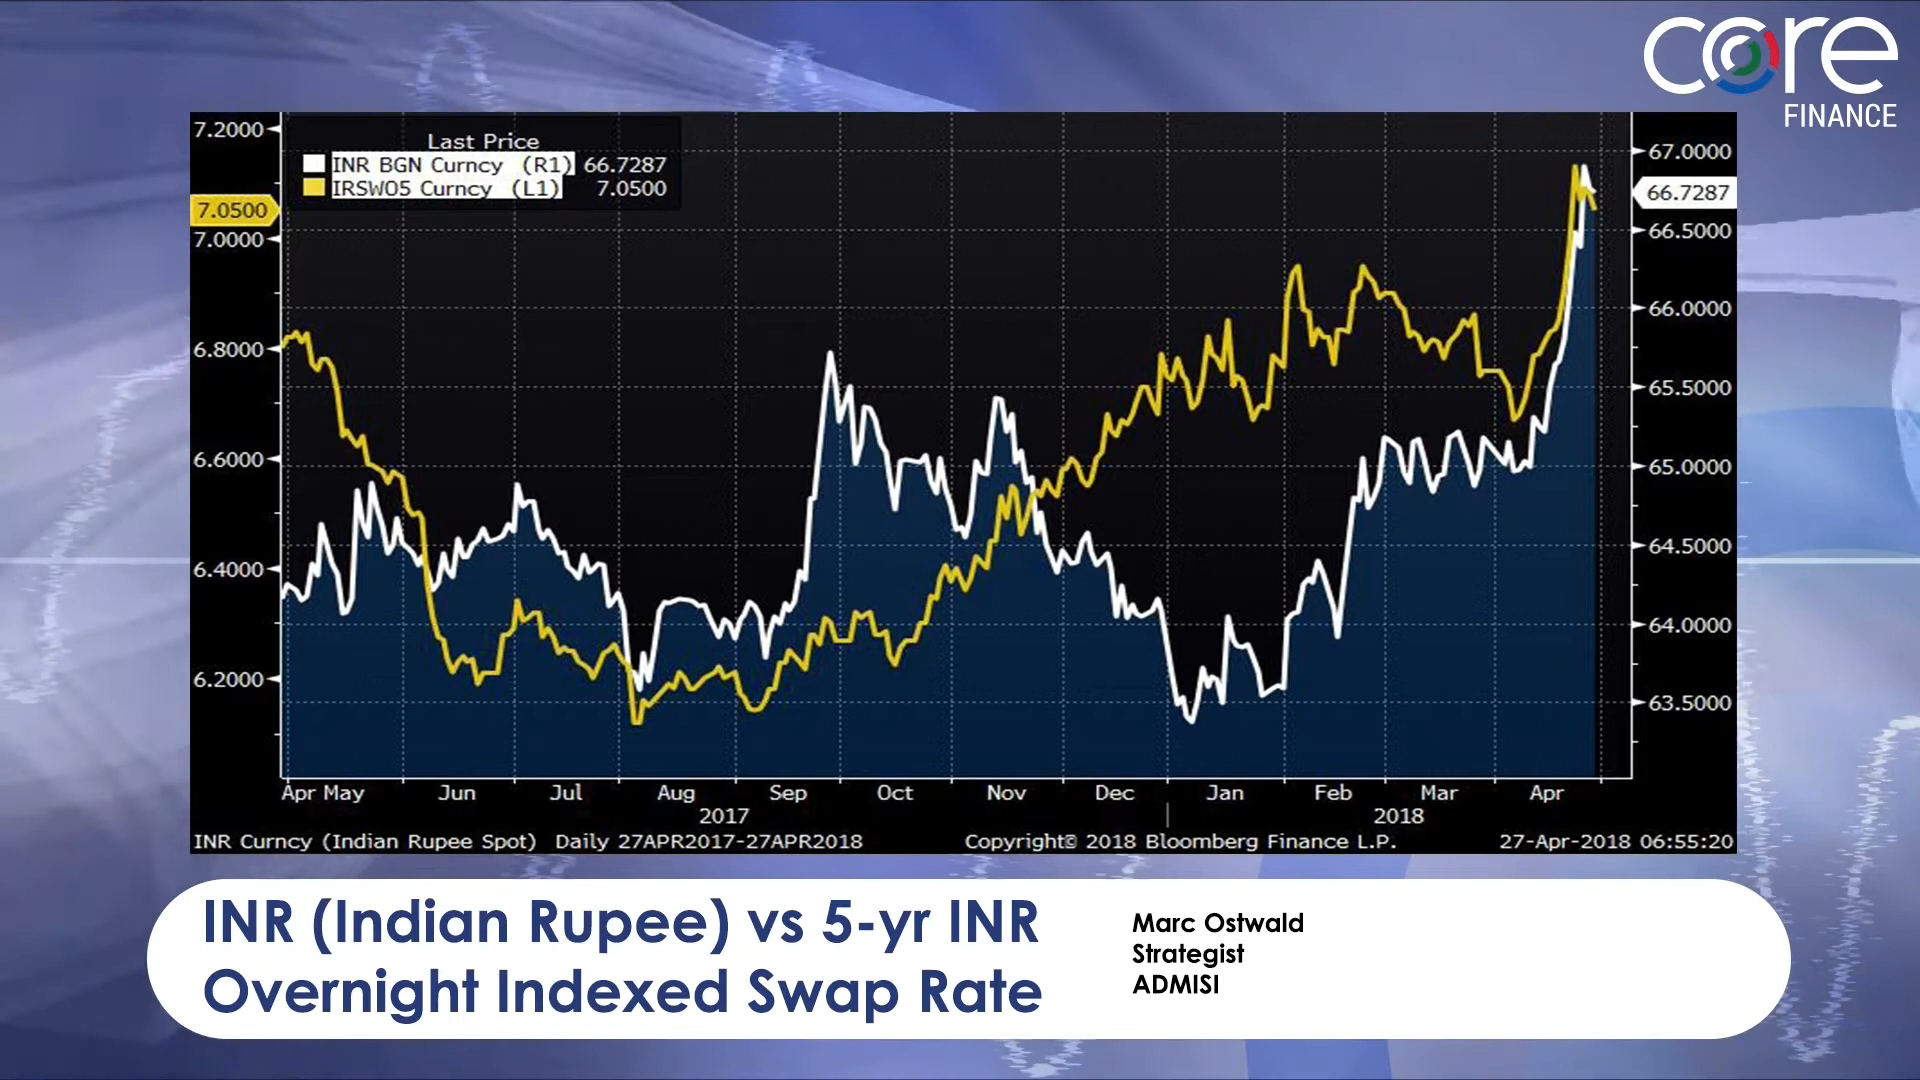 core
FINANCE
Last Price
INR BGN Curncy (R1) 66.7287
IRSWO5 Curncy (L1) 7.0500
7.2000
7.0500
7.0000
6.8000
6.6000
6.4000
6.2000
67.0000
66.7287
66.5000
66.0000
65.5000
65.0000
64.5000
64.0000
63.5000
Apr May Jun Jul Aug Sep Oct Nov Dec Jan Feb Mar Apr
2017 2018
INR Curncy (Indian Rupee Spot) Daily 27APR2017-27APR2018 Copyright© 2018 Bloomberg Finance L.P. 27-Apr-2018 06:55:20
INR (Indian Rupee) vs 5-yr INR
Overnight Indexed Swap Rate
Marc Ostwald
Strategist
ADMISI